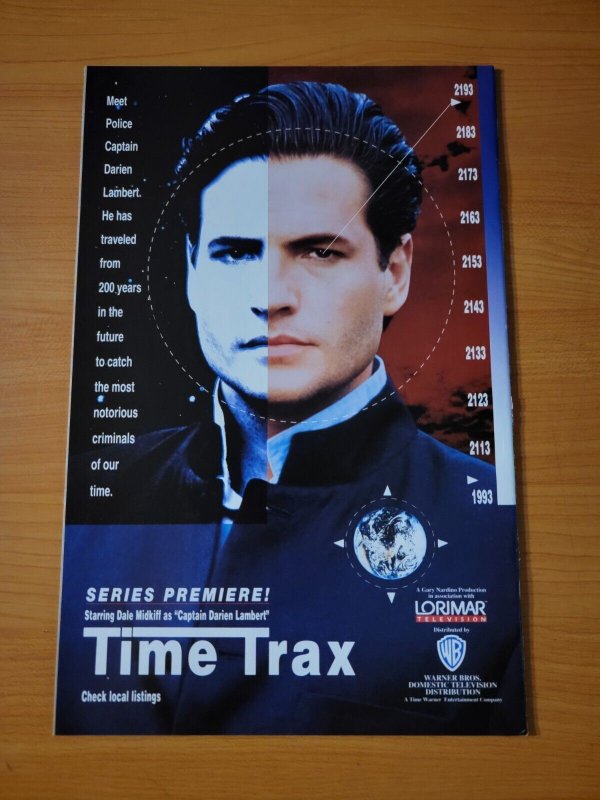 Meet
Police
Captain
Darien
Lambert.
He has
traveled
from
200 years
in the
future
to catch
the most
notorious
criminals
of our
time.
2193
2183
2173
2163
2153
2143
2133
2123
2113
1993
SERIES PREMIERE!
Starring Dale Midkiff as "Captain Darien Lambert"
Time Trax
Check local listings
A Gary Nardino Production
in association with
LORIMAR
TELEVISION
Distributed by
WB
WARNER BROS.
DOMESTIC TELEVISION
DISTRIBUTION
A Time Warner Entertainment Company